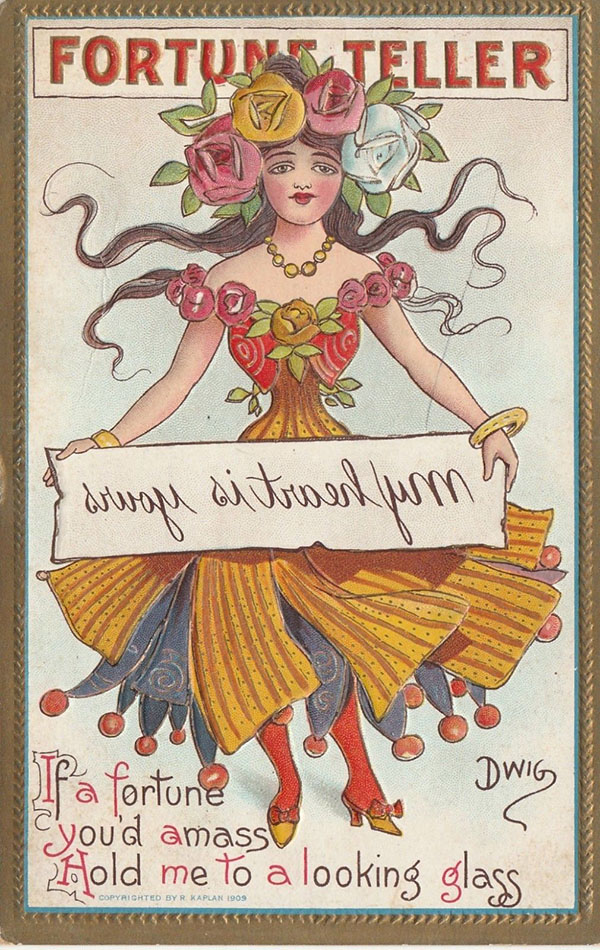 FORTUNE TELLER
My heart is yours
DWIG
If a fortune
you'd amass
Hold me to a looking glass
COPYRIGHTED BY R. KAPLAN 1909